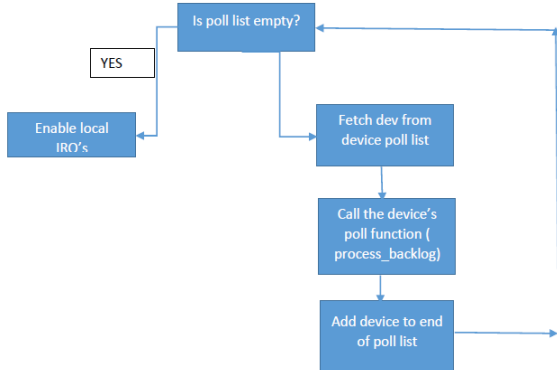 Is poll list empty?
YES
Enable local
IRQ's
Fetch dev from
device poll list
Call the device's
poll function (
process_backlog)
Add device to end
of poll list